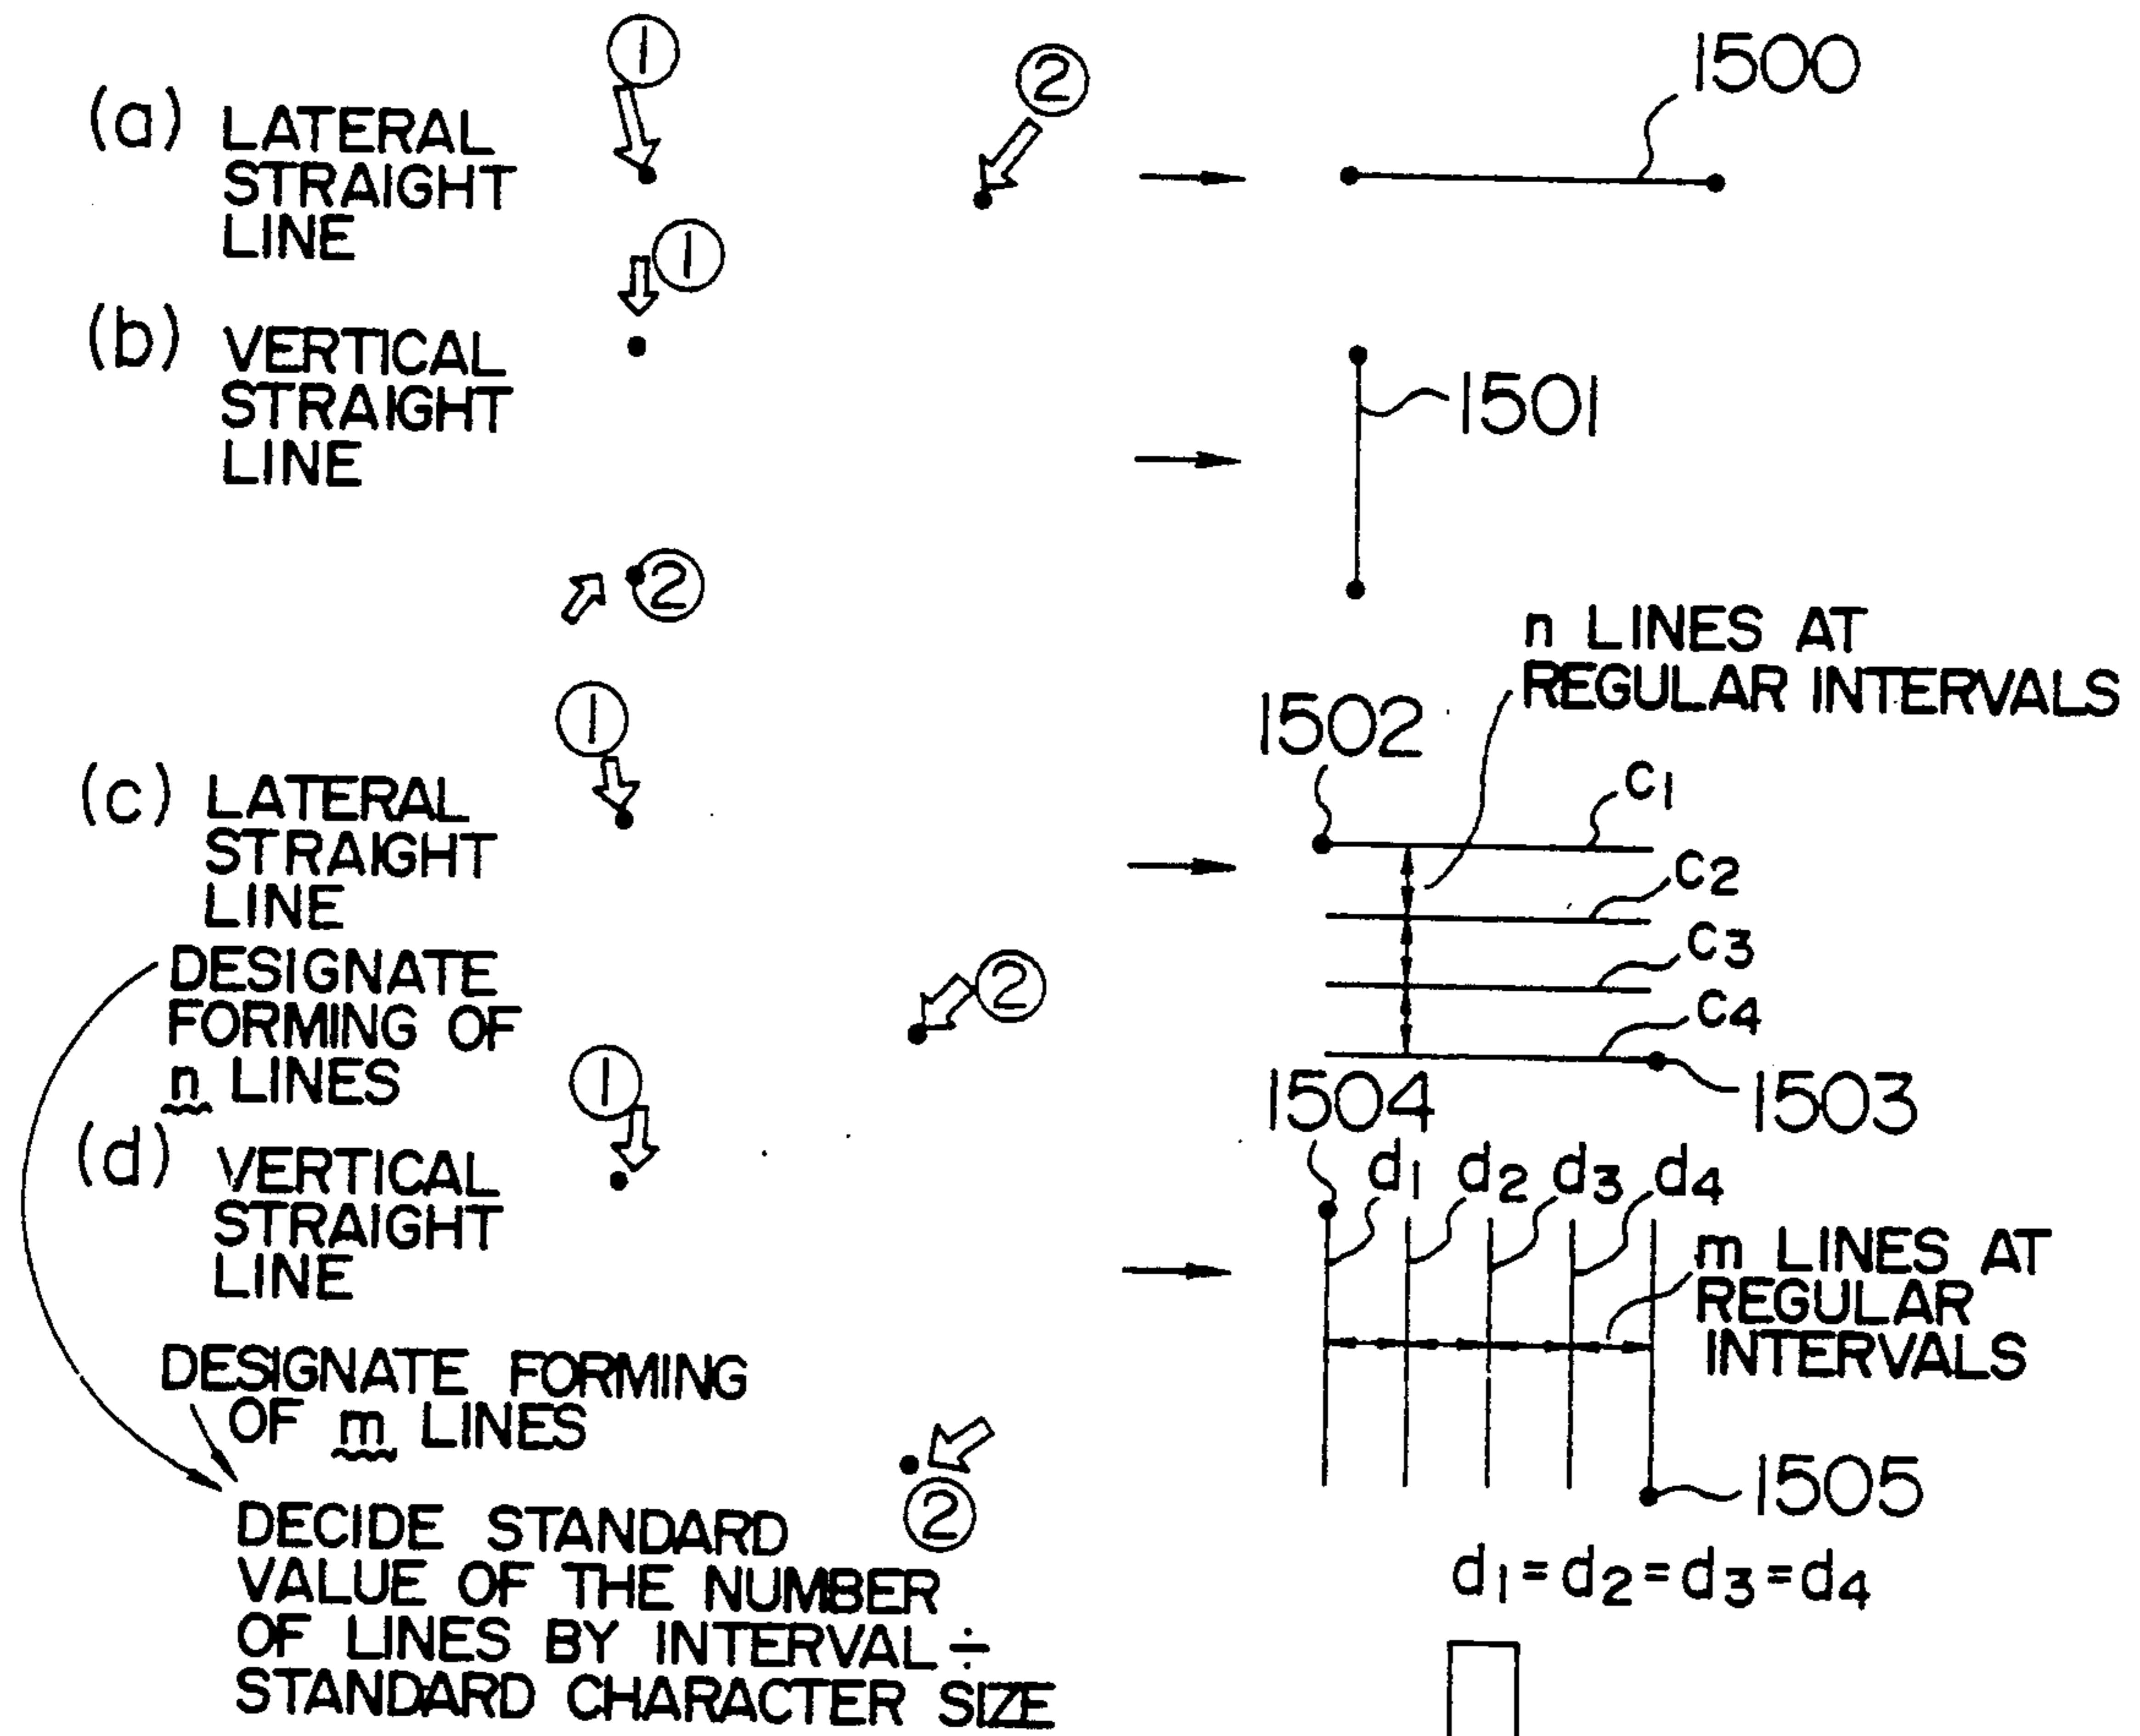 ①
②
1500
(a) LATERAL
STRAIGHT
LINE
①
(b) VERTICAL
STRAIGHT
LINE
1501
②
n LINES AT
REGULAR INTERVALS
①
1502
(c) LATERAL
STRAIGHT
LINE
C1
C2
C3
C4
DESIGNATE
FORMING OF
n LINES
②
1503
①
1504
(d) VERTICAL
STRAIGHT
LINE
d1 d2 d3 d4
m LINES AT
REGULAR
INTERVALS
DESIGNATE FORMING
OF m LINES
②
1505
DECIDE STANDARD
VALUE OF THE NUMBER
OF LINES BY INTERVAL ÷
STANDARD CHARACTER SIZE
d1=d2=d3=d4